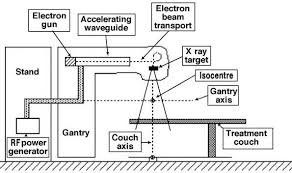 Electron
gun
Accelerating
waveguide
Electron
beam
transport
X ray
target
Isocentre
Gantry
axis
Stand
Gantry
Couch
axis
Treatment
couch
RF power
generator